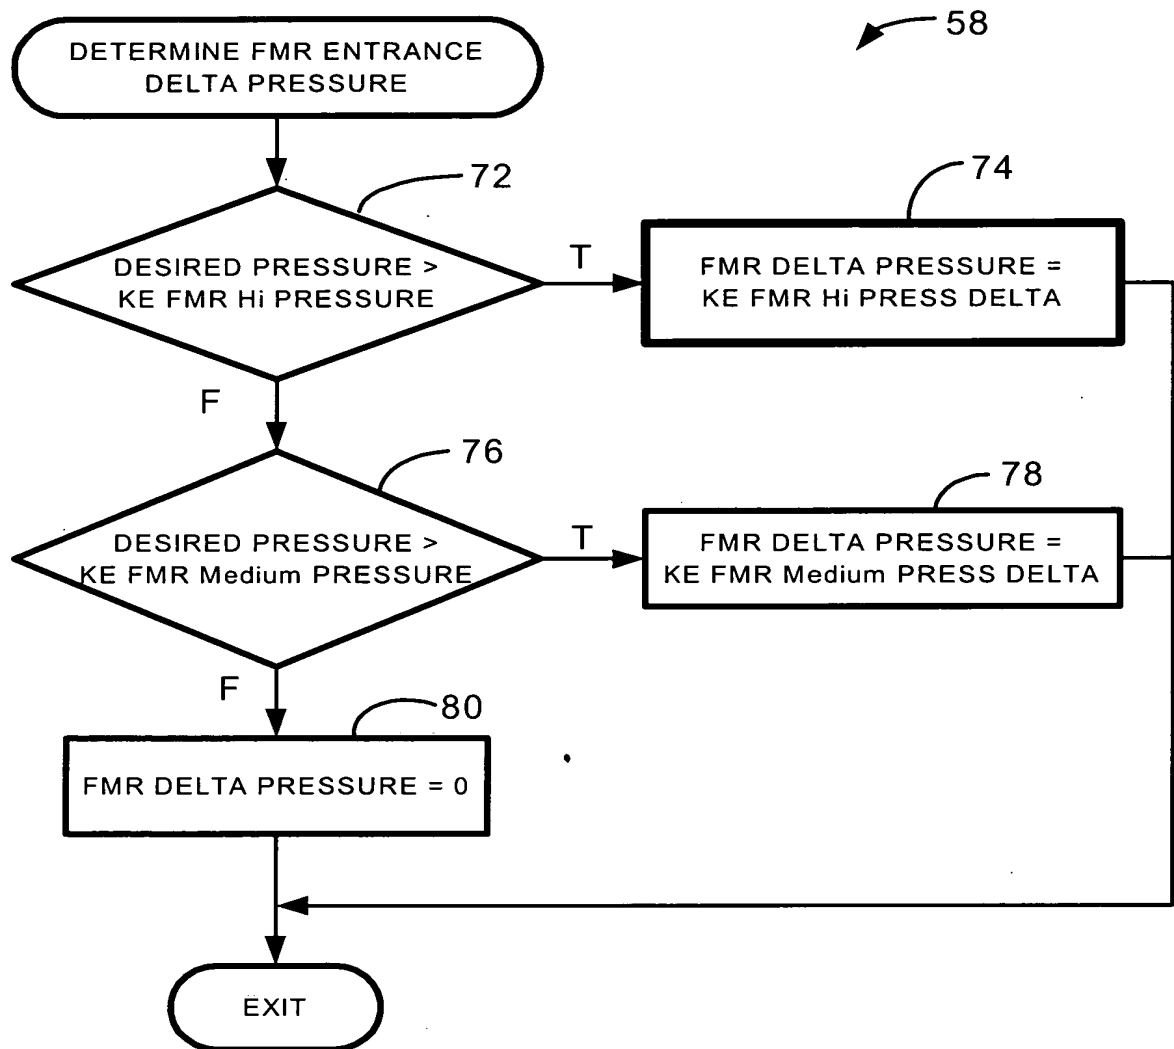 58
DETERMINE FMR ENTRANCE
DELTA PRESSURE
72
DESIRED PRESSURE >
KE FMR Hi PRESSURE
T
74
FMR DELTA PRESSURE =
KE FMR Hi PRESS DELTA
F
76
DESIRED PRESSURE >
KE FMR Medium PRESSURE
T
78
FMR DELTA PRESSURE =
KE FMR Medium PRESS DELTA
F
80
FMR DELTA PRESSURE = 0
EXIT